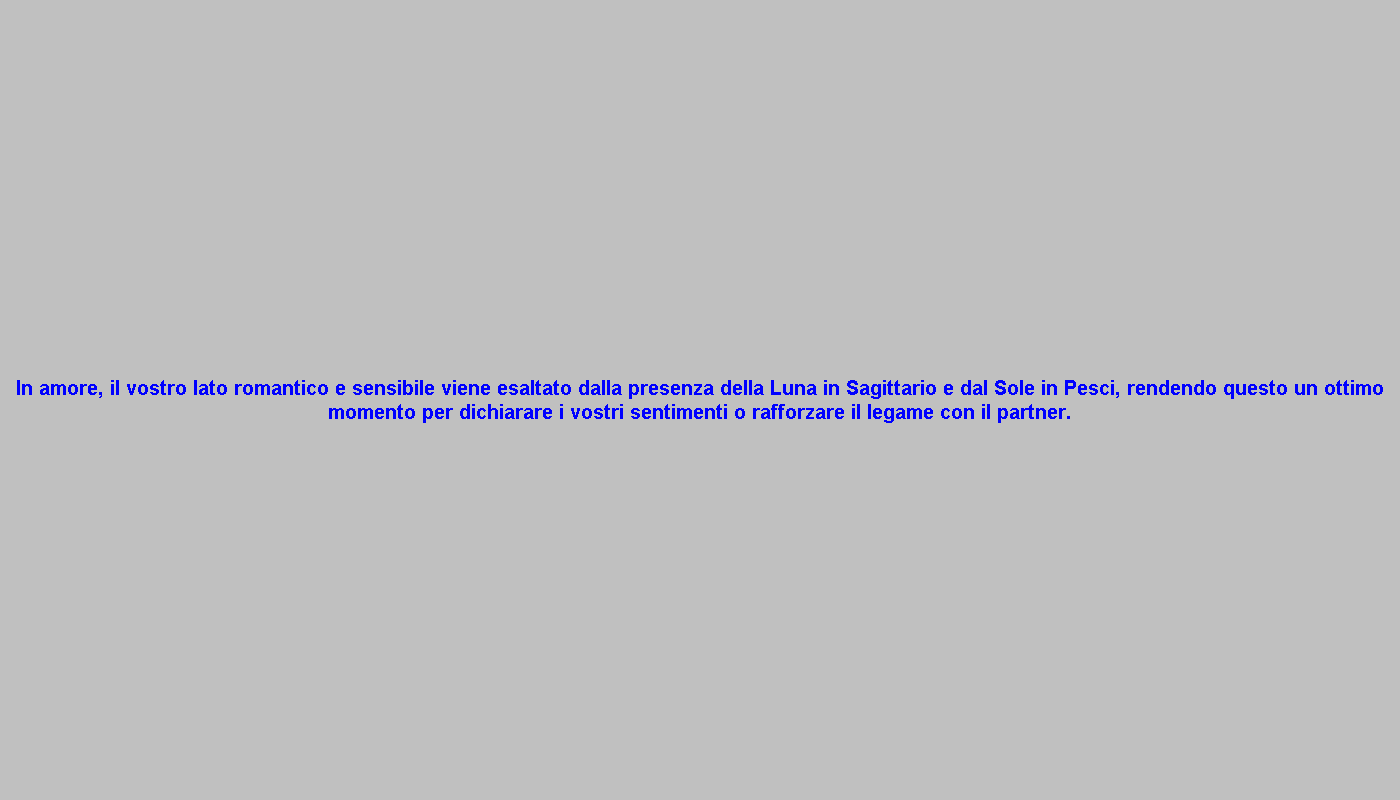 In amore, il vostro lato romantico e sensibile viene esaltato dalla presenza della Luna in Sagittario e dal Sole in Pesci, rendendo questo un ottimo
momento per dichiarare i vostri sentimenti o rafforzare il legame con il partner.